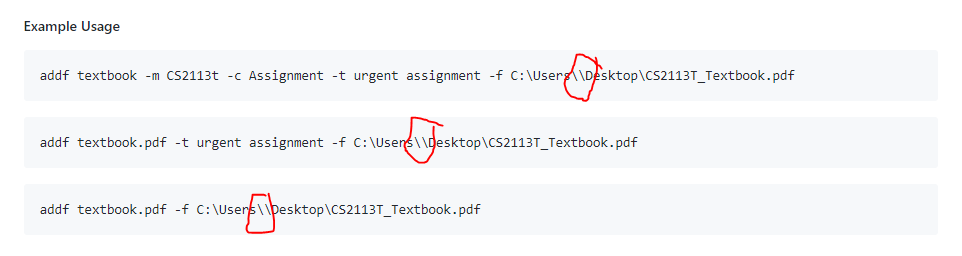 Example Usage
addf textbook -m CS2113t -c Assignment -t urgent assignment -f C:\Users\\Desktop\CS2113T_Textbook.pdf
addf textbook.pdf -t urgent assignment -f C:\Users\\Desktop\CS2113T_Textbook.pdf
addf textbook.pdf -f C:\Users\\Desktop\CS2113T_Textbook.pdf